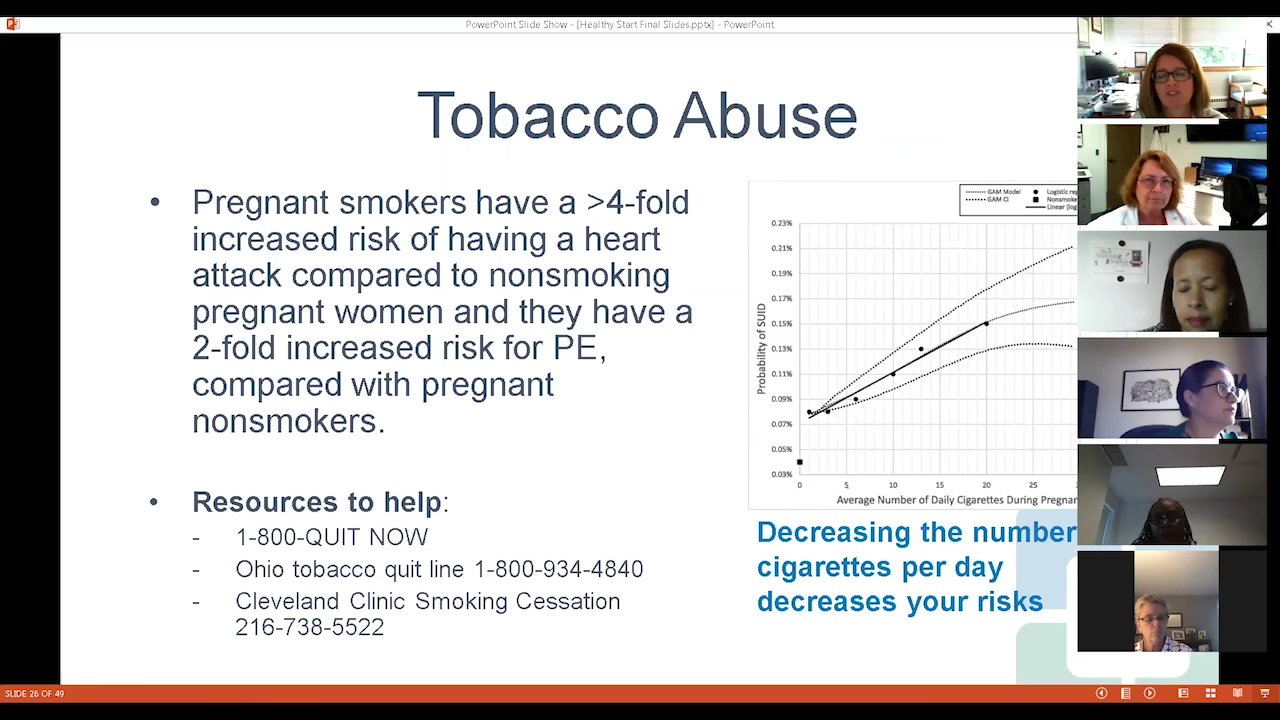 PowerPoint Slide Show - [Healthy Start Final Slides.pptx] - PowerPoint
Tobacco Abuse
• Pregnant smokers have a >4-fold
increased risk of having a heart
attack compared to nonsmoking
pregnant women and they have a
2-fold increased risk for PE,
compared with pregnant
nonsmokers.
• Resources to help:
- 1-800-QUIT NOW
- Ohio tobacco quit line 1-800-934-4840
- Cleveland Clinic Smoking Cessation
216-738-5522
GAM Model
Logistic re
GAM CI
Nonsmoke
Linear (log
Probability of SUID
0.23%
0.21%
0.19%
0.17%
0.15%
0.13%
0.11%
0.09%
0.07%
0.05%
0.03%
0 5 10 15 20 25
Average Number of Daily Cigarettes During Pregnan
Decreasing the number
cigarettes per day
decreases your risks
SLIDE 26 OF 49